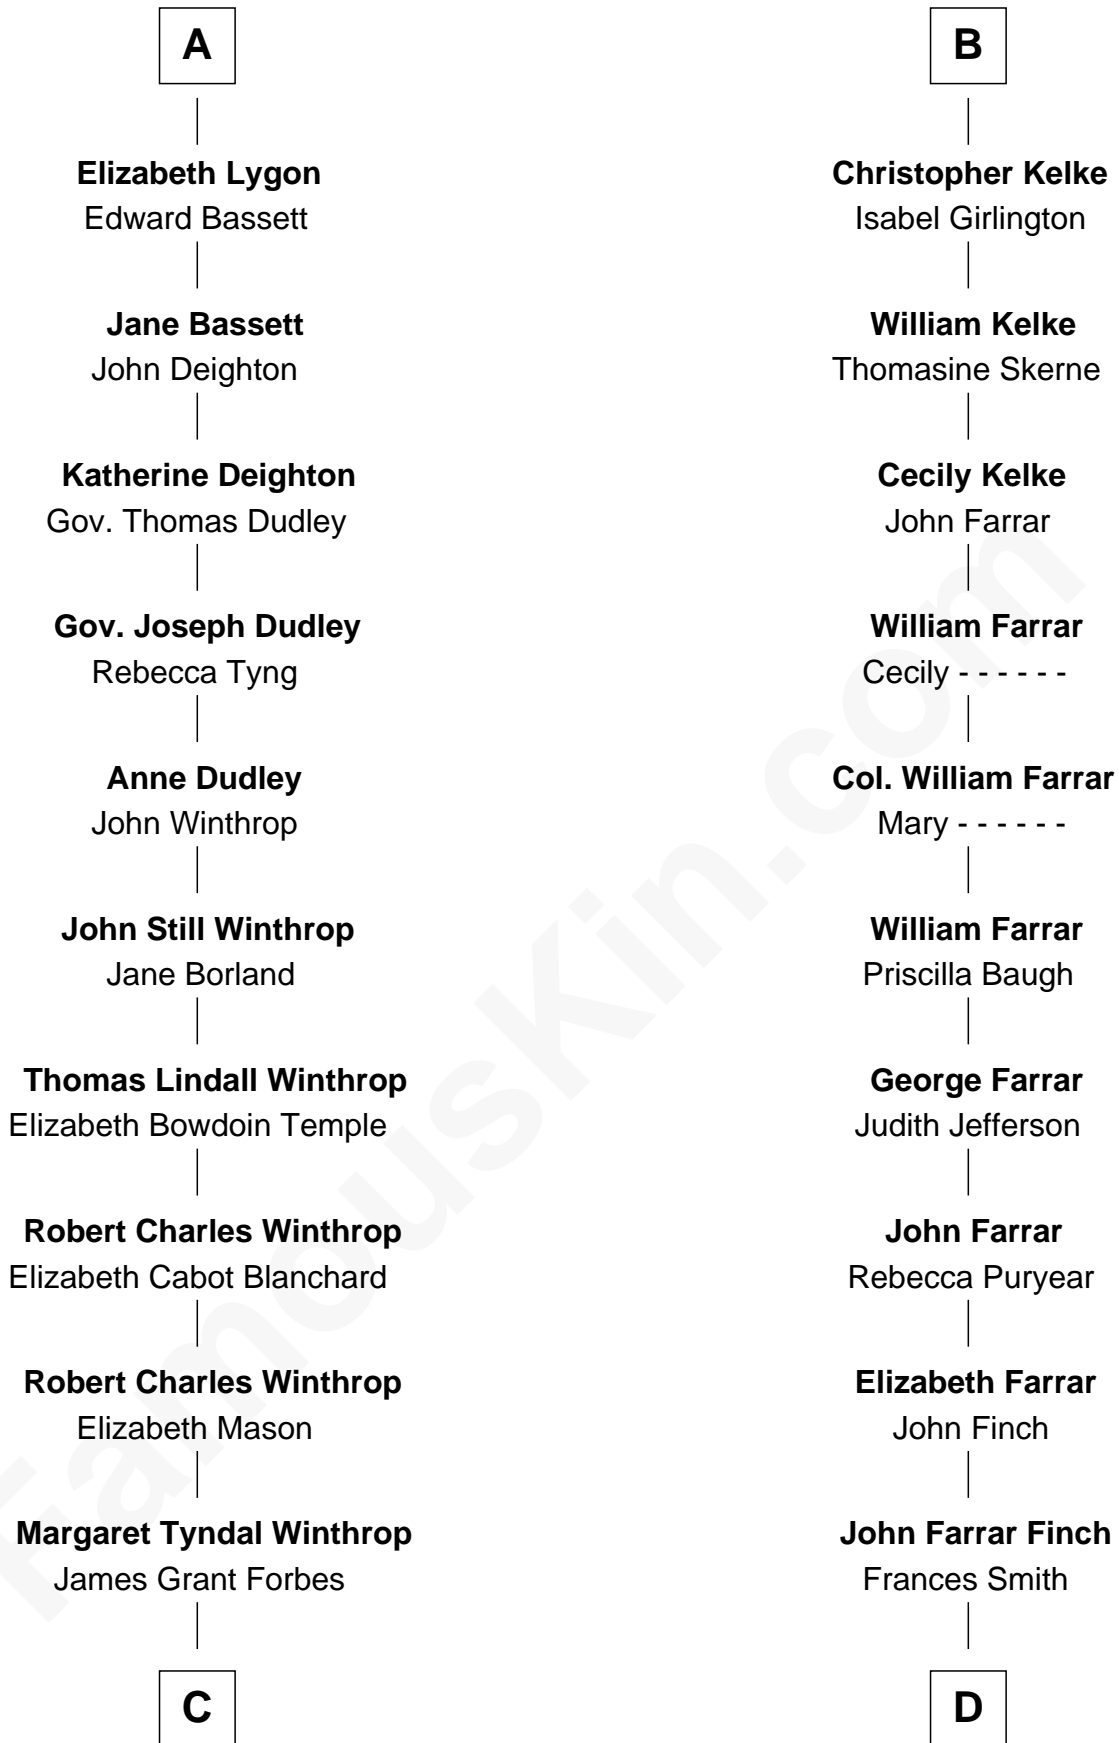 A
Elizabeth Lygon
Edward Bassett
Jane Bassett
John Deighton
Katherine Deighton
Gov. Thomas Dudley
Gov. Joseph Dudley
Rebecca Tyng
Anne Dudley
John Winthrop
John Still Winthrop
Jane Borland
Thomas Lindall Winthrop
Elizabeth Bowdoin Temple
Robert Charles Winthrop
Elizabeth Cabot Blanchard
Robert Charles Winthrop
Elizabeth Mason
Margaret Tyndal Winthrop
James Grant Forbes
C
B
Christopher Kelke
Isabel Girlington
William Kelke
Thomasine Skerne
Cecily Kelke
John Farrar
William Farrar
Cecily - - - - - -
Col. William Farrar
Mary - - - - - -
William Farrar
Priscilla Baugh
George Farrar
Judith Jefferson
John Farrar
Rebecca Puryear
Elizabeth Farrar
John Finch
John Farrar Finch
Frances Smith
D
FamousKin.com